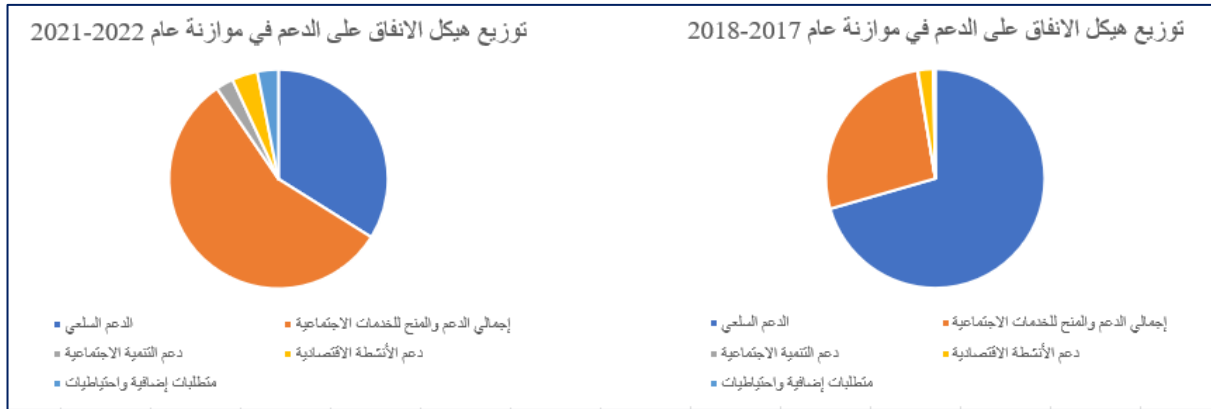 توزيع هيكل الانفاق على الدعم في موازنة عام 2017-2018
الدعم السلعي
إجمالي الدعم والمنح للخدمات الاجتماعية
دعم التنمية الاجتماعية
دعم الأنشطة الاقتصادية
متطلبات إضافية واحتياطيات
توزيع هيكل الانفاق على الدعم في موازنة عام 2022-2021
الدعم السلعي
إجمالي الدعم والمنح للخدمات الاجتماعية
دعم التنمية الاجتماعية
دعم الأنشطة الاقتصادية
متطلبات إضافية واحتياطيات